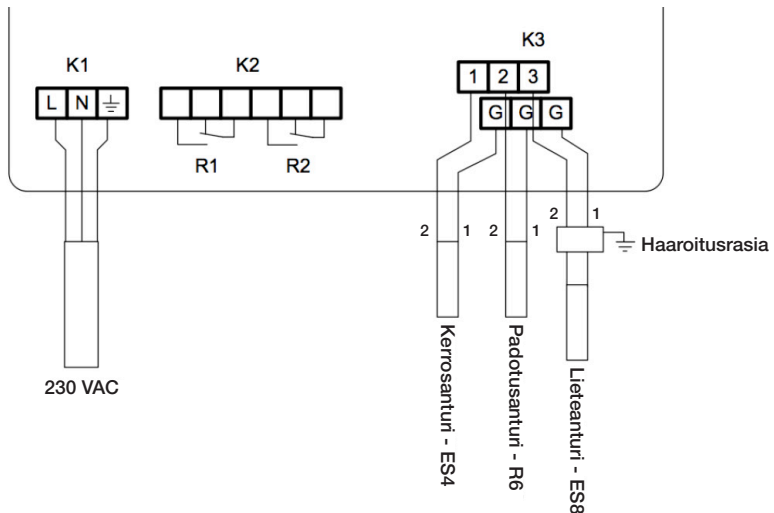 K1
K2
K3
L N
1 2 3
G G G
R1
R2
2 1
2 1
2 1
Haaroitusrasia
230 VAC
Kerrosanturi - ES4
Padotusanturi - R6
Lieteanturi - ES8